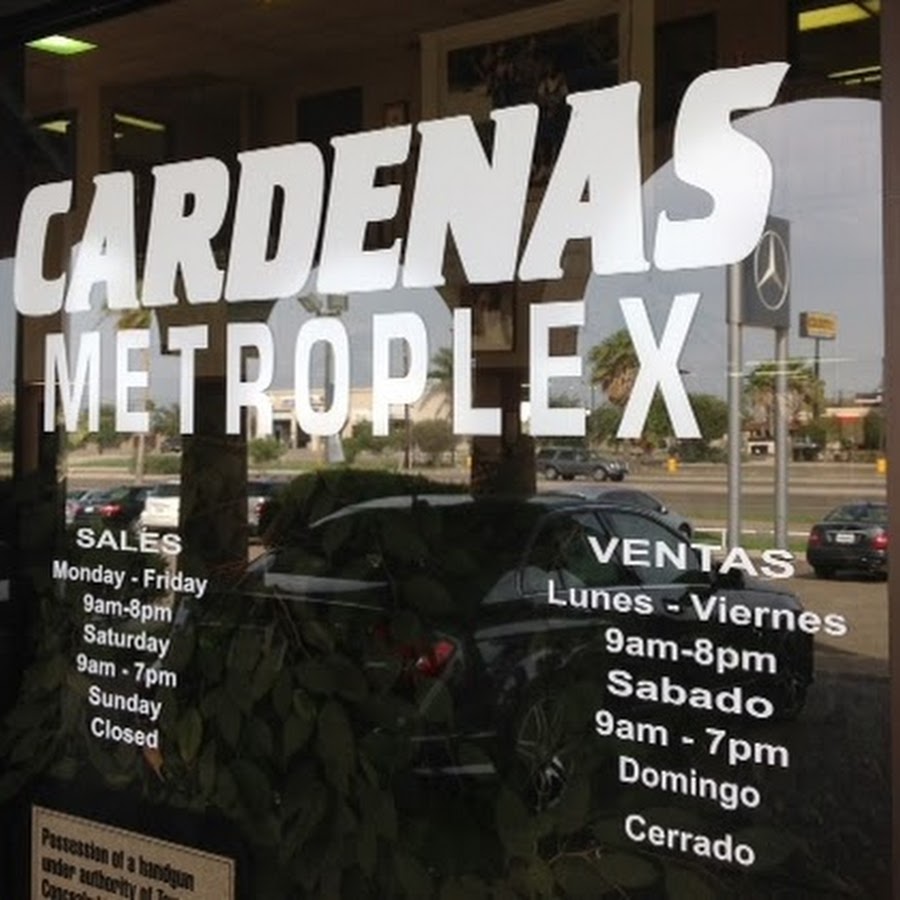 CARDENAS
METROPLEX
SALES
Monday - Friday
9am-8pm
Saturday
9am - 7pm
Sunday
Closed
VENTAS
Lunes - Viernes
9am-8pm
Sabado
9am - 7pm
Domingo
Cerrado
Possession of a handgun
under authority of